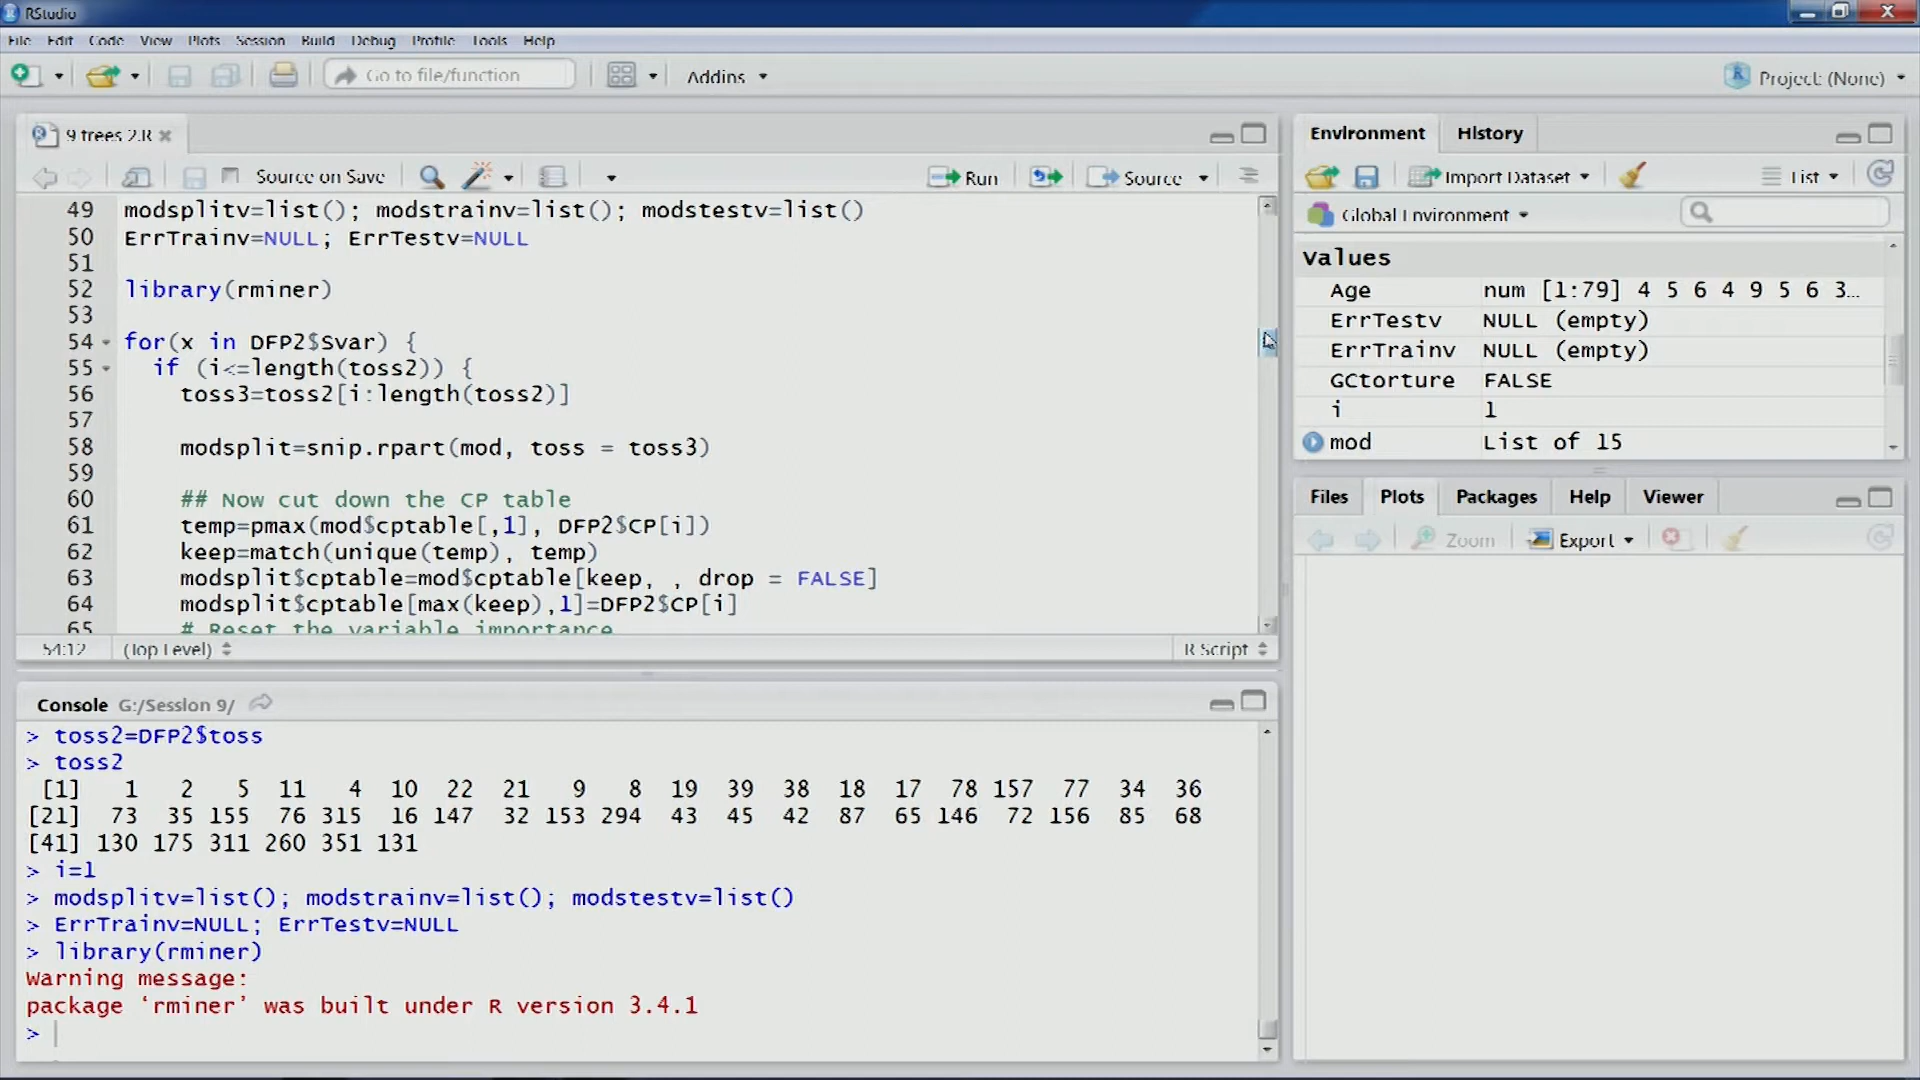 RStudio
File Edit Code View Plots Session Build Debug Profile Tools Help
Go to file/function Addins Project: (None)
9 trees 2.R
Source on Save Run Source
49 modsplitv=list(); modstrainv=list(); modstestv=list()
50 ErrTrainv=NULL; ErrTestv=NULL
51
52 library(rminer)
53
54 for(x in DFP2$Svar) {
55 if (i<=length(toss2)) {
56 toss3=toss2[i:length(toss2)]
57
58 modsplit=snip.rpart(mod, toss = toss3)
59
60 ## Now cut down the CP table
61 temp=pmax(mod$cptable[,1], DFP2$CP[i])
62 keep=match(unique(temp), temp)
63 modsplit$cptable=mod$cptable[keep, , drop = FALSE]
64 modsplit$cptable[max(keep),1]=DFP2$CP[i]
65 # Reset the variable importance
54:12 (Top Level) R Script
Console G:/Session 9/
> toss2=DFP2$toss
> toss2
[1] 1 2 5 11 4 10 22 21 9 8 19 39 38 18 17 78 157 77 34 36
[21] 73 35 155 76 315 16 147 32 153 294 43 45 42 87 65 146 72 156 85 68
[41] 130 175 311 260 351 131
> i=1
> modsplitv=list(); modstrainv=list(); modstestv=list()
> ErrTrainv=NULL; ErrTestv=NULL
> library(rminer)
Warning message:
package ‘rminer’ was built under R version 3.4.1
>
Environment History
Import Dataset List
Global Environment
Values
Age num [1:79] 4 5 6 4 9 5 6 3...
ErrTestv NULL (empty)
ErrTrainv NULL (empty)
GCtorture FALSE
i 1
mod List of 15
Files Plots Packages Help Viewer
Zoom Export